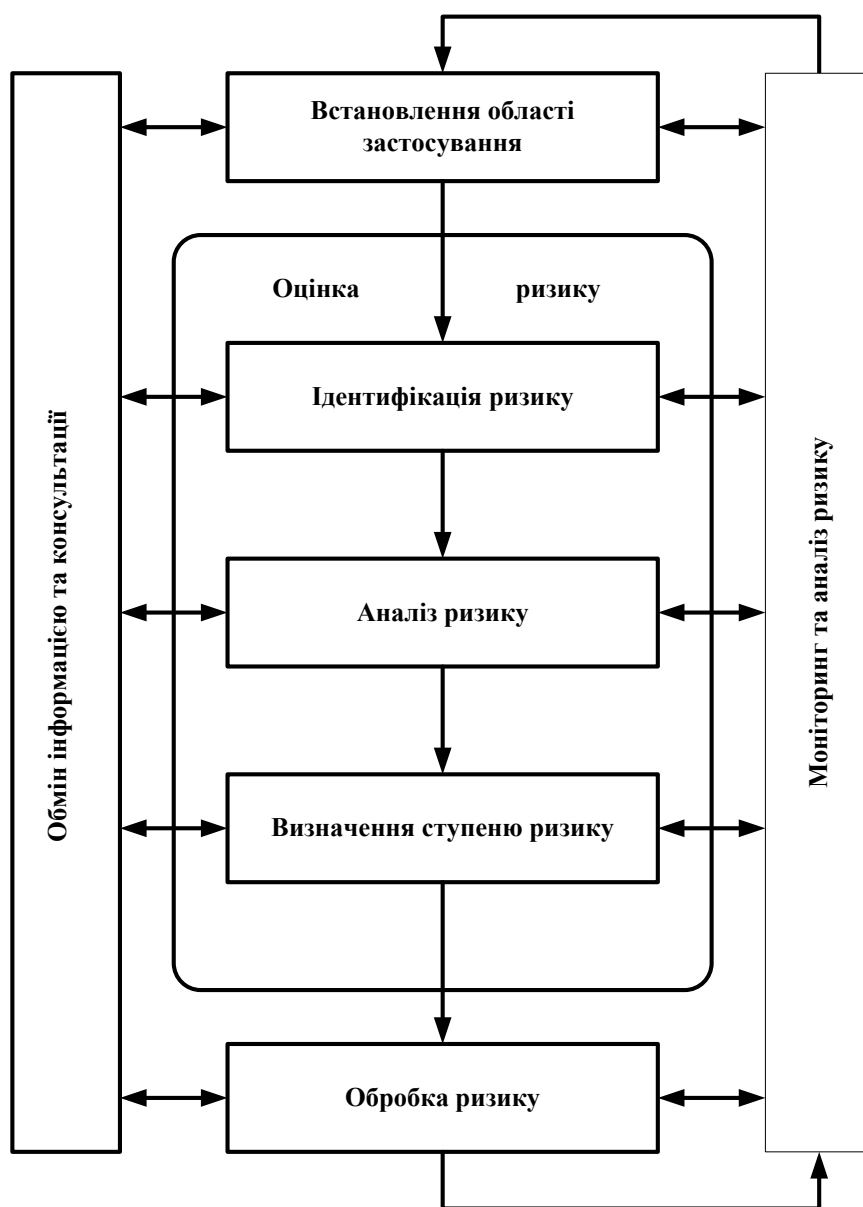 Встановлення області
застосування
Оцінка ризику
Ідентифікація ризику
Аналіз ризику
Визначення ступеню ризику
Обробка ризику
Обмін інформацією та консультації
Моніторинг та аналіз ризику